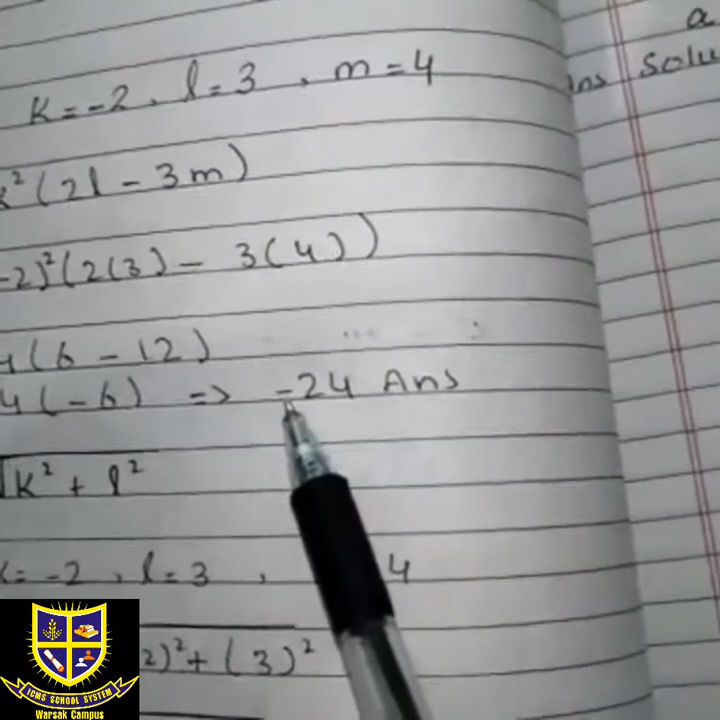 a
ns Solu
K = -2, l = 3, m = 4
k²(2l - 3m)
-2)²(2(3) - 3(4))
4(6 - 12)
4(-6) => -24 Ans
√K² + l²
K = -2, l = 3, 4
2)² + (3)²
ICMS SCHOOL SYSTEM
Warsak Campus